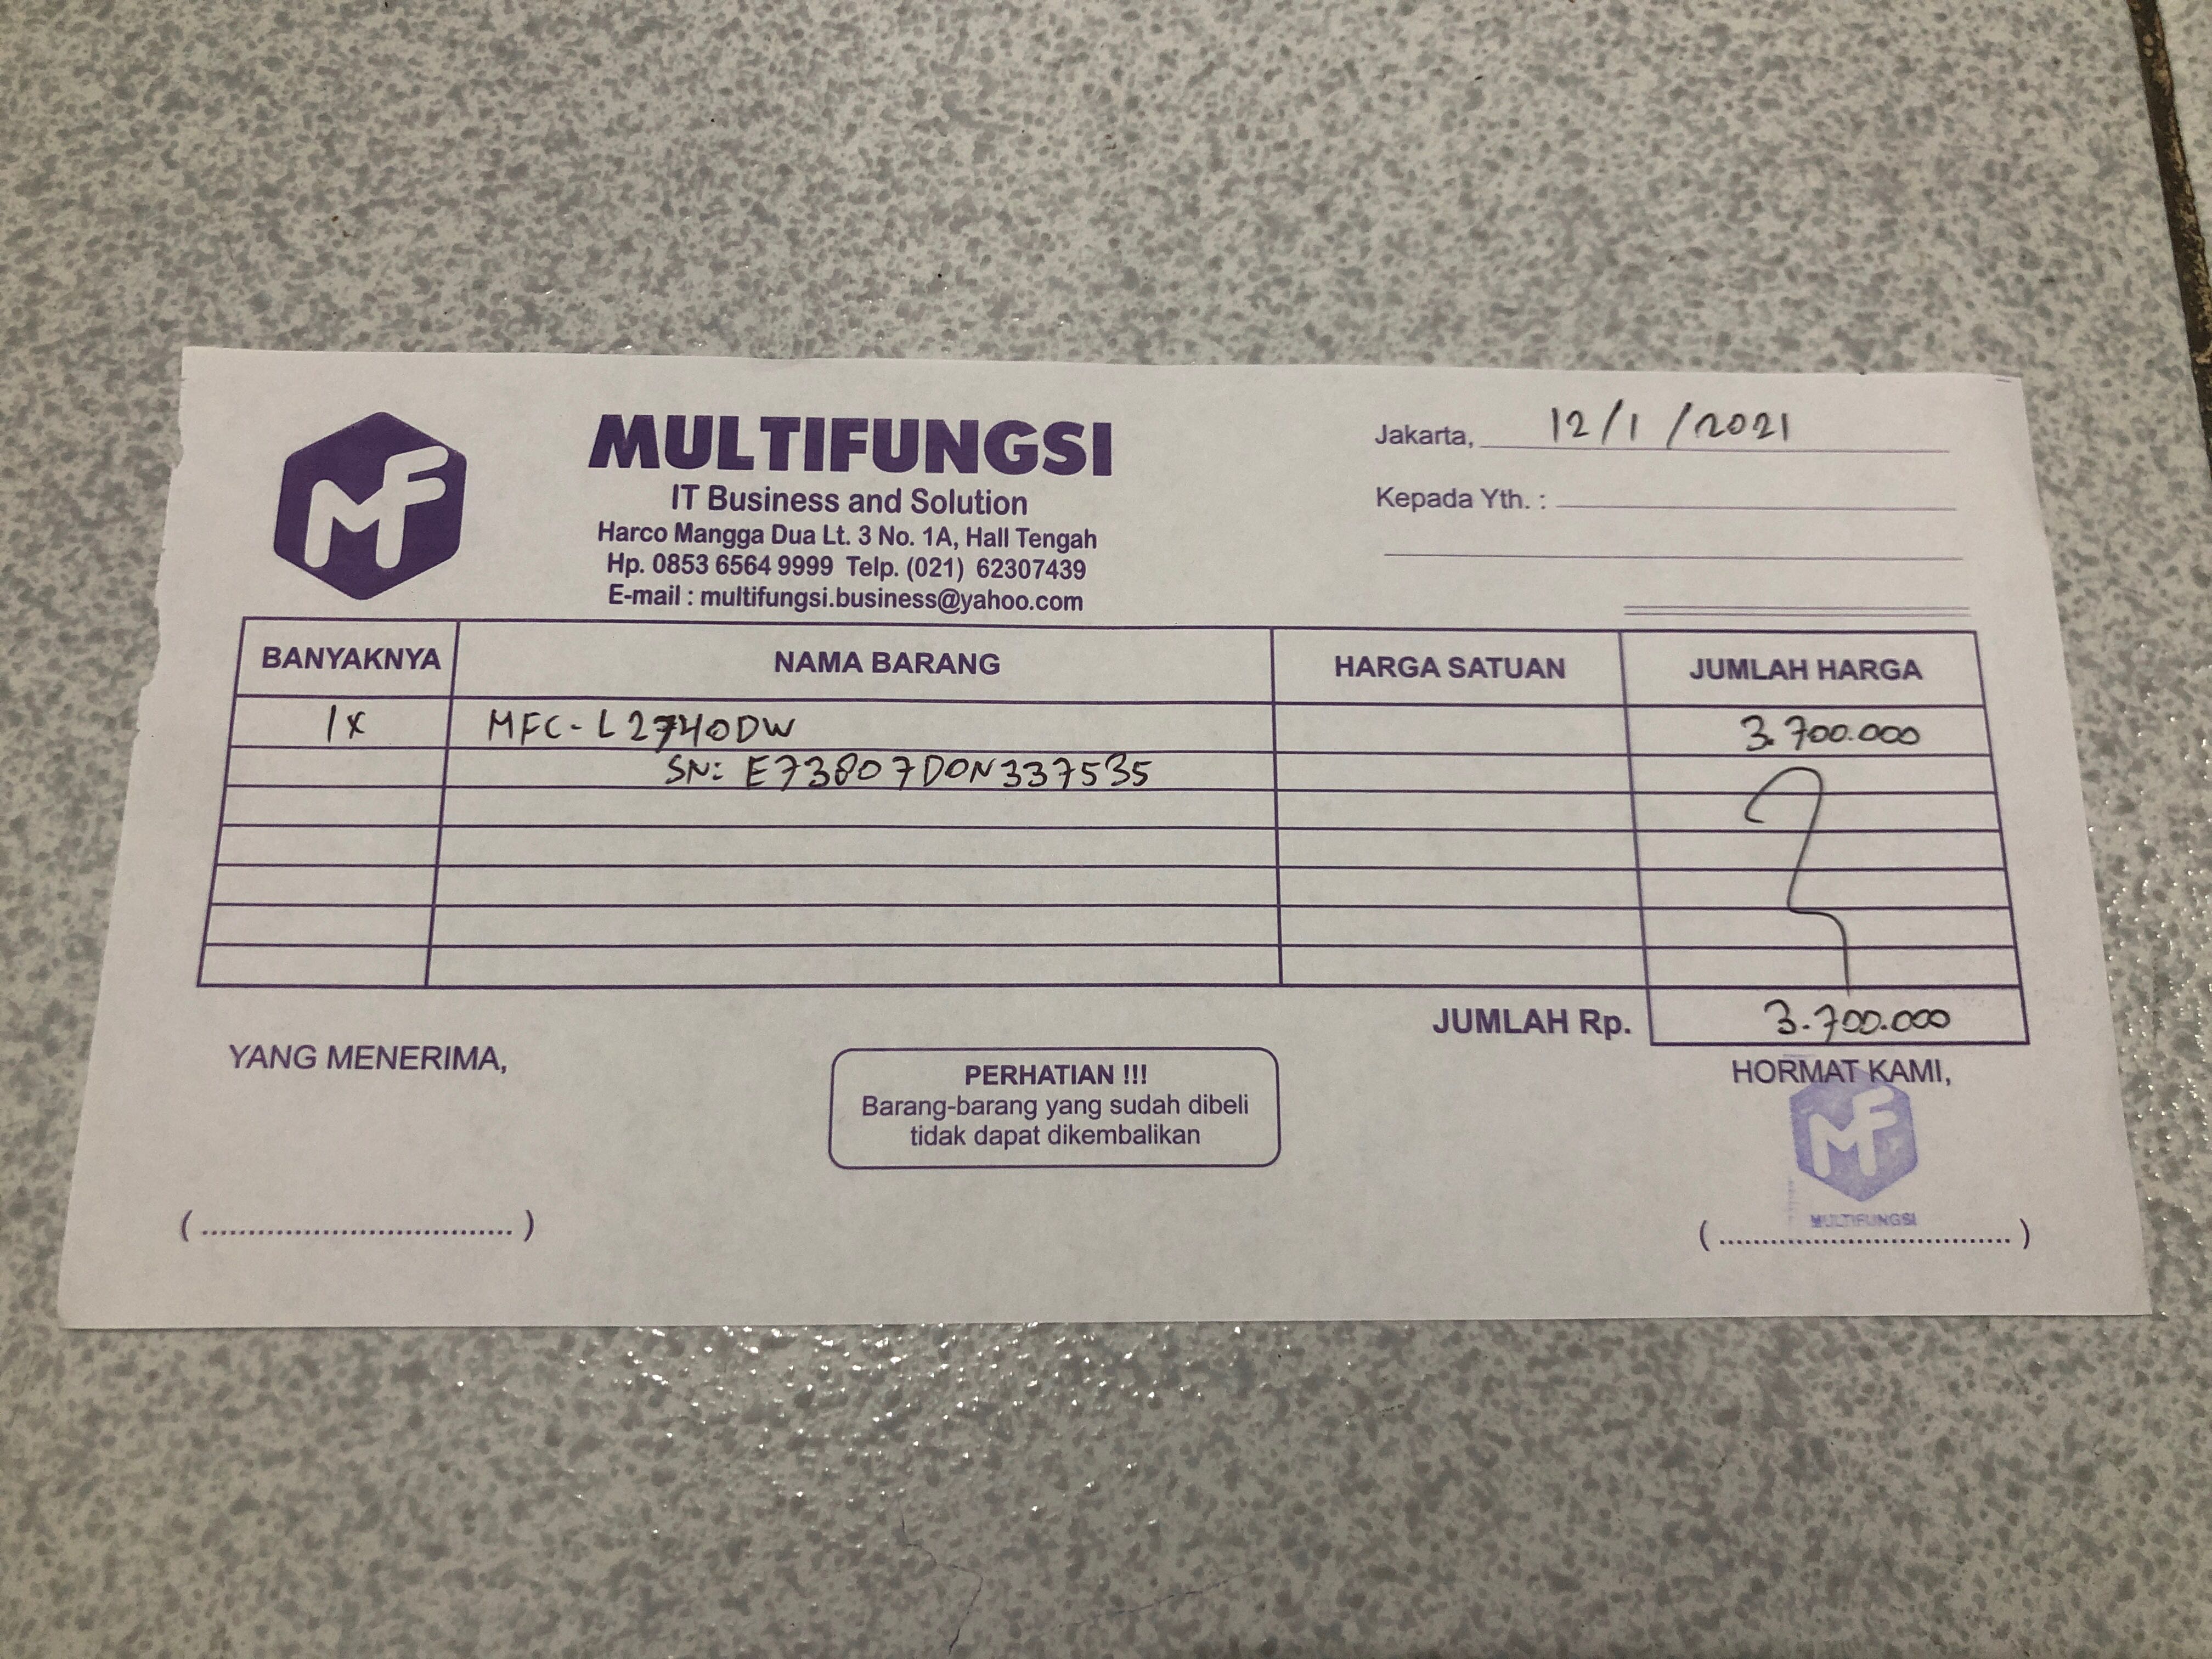 MF
MULTIFUNGSI
IT Business and Solution
Harco Mangga Dua Lt. 3 No. 1A, Hall Tengah
Hp. 0853 6564 9999 Telp. (021) 62307439
E-mail : multifungsi.business@yahoo.com
Jakarta, 12/1/2021
Kepada Yth. :
BANYAKNYA NAMA BARANG HARGA SATUAN JUMLAH HARGA
1X MFC-L2740DW 3.700.000
SN: E73807D0N337535
JUMLAH Rp. 3.700.000
YANG MENERIMA,
PERHATIAN !!!
Barang-barang yang sudah dibeli
tidak dapat dikembalikan
HORMAT KAMI,
MF
MULTIFUNGSI
(................................)
(................................)